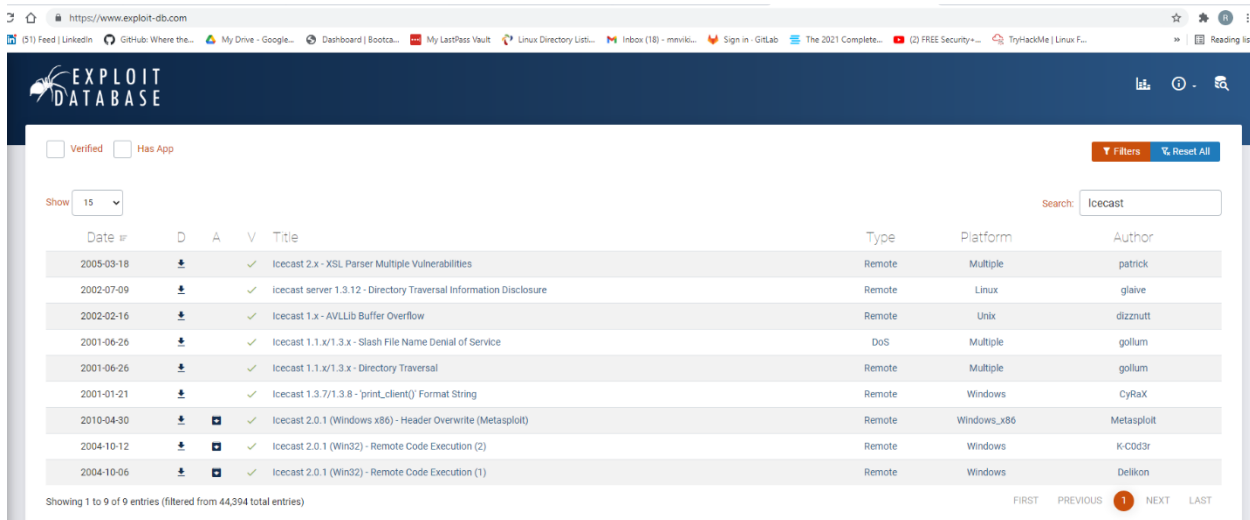 https://www.exploit-db.com
R
(51) Feed | LinkedIn GitHub: Where the... My Drive - Google... Dashboard | Bootca... My LastPass Vault Linux Directory Listi... Inbox (18) - mnviki... Sign in · GitLab The 2021 Complete... (2) FREE Security+... TryHackMe | Linux F... » Reading list
EXPLOIT
DATABASE
Verified Has App Filters Reset All
Show 15 Search: Icecast
Date D A V Title Type Platform Author
2005-03-18 Icecast 2.x - XSL Parser Multiple Vulnerabilities Remote Multiple patrick
2002-07-09 icecast server 1.3.12 - Directory Traversal Information Disclosure Remote Linux glaive
2002-02-16 Icecast 1.x - AVLLib Buffer Overflow Remote Unix dizznutt
2001-06-26 Icecast 1.1.x/1.3.x - Slash File Name Denial of Service DoS Multiple gollum
2001-06-26 Icecast 1.1.x/1.3.x - Directory Traversal Remote Multiple gollum
2001-01-21 Icecast 1.3.7/1.3.8 - 'print_client()' Format String Remote Windows CyRaX
2010-04-30 Icecast 2.0.1 (Windows x86) - Header Overwrite (Metasploit) Remote Windows_x86 Metasploit
2004-10-12 Icecast 2.0.1 (Win32) - Remote Code Execution (2) Remote Windows K-C0d3r
2004-10-06 Icecast 2.0.1 (Win32) - Remote Code Execution (1) Remote Windows Delikon
Showing 1 to 9 of 9 entries (filtered from 44,394 total entries) FIRST PREVIOUS 1 NEXT LAST